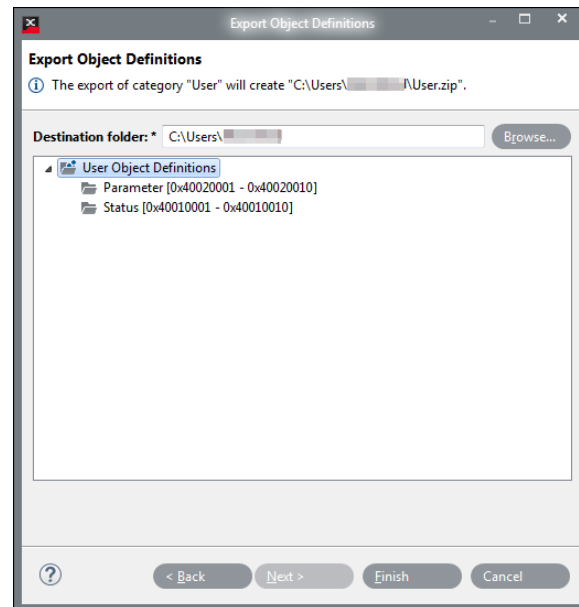 Export Object Definitions
Export Object Definitions
The export of category "User" will create "C:\Users\ \User.zip".
Destination folder: * C:\Users\ Browse...
User Object Definitions
Parameter [0x40020001 - 0x40020010]
Status [0x40010001 - 0x40010010]
< Back Next > Finish Cancel